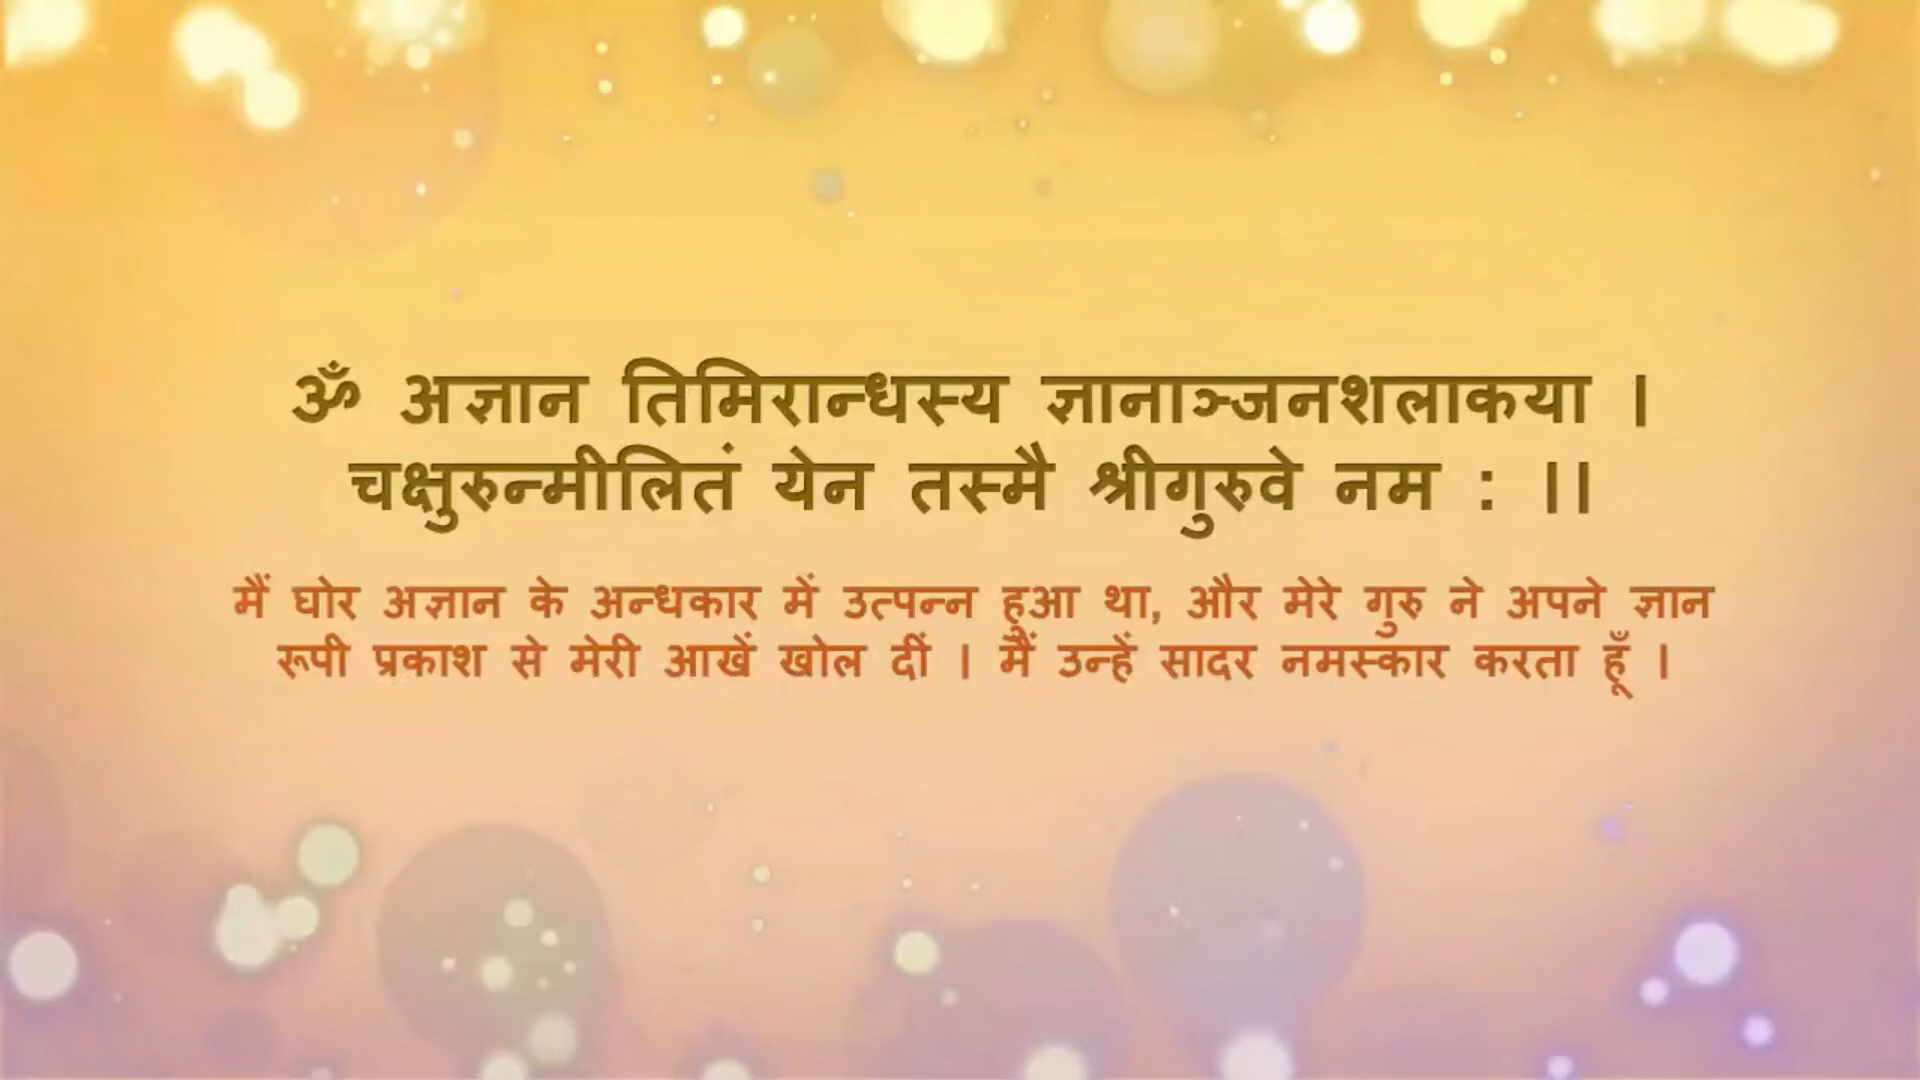 ॐ अज्ञान तिमिरान्धस्य ज्ञानाञ्जनशलाकया ।
चक्षुरुन्मीलितं येन तस्मै श्रीगुरुवे नम : ।।
मैं घोर अज्ञान के अन्धकार में उत्पन्न हुआ था, और मेरे गुरु ने अपने ज्ञान
रूपी प्रकाश से मेरी आखें खोल दीं । मैं उन्हें सादर नमस्कार करता हूँ ।